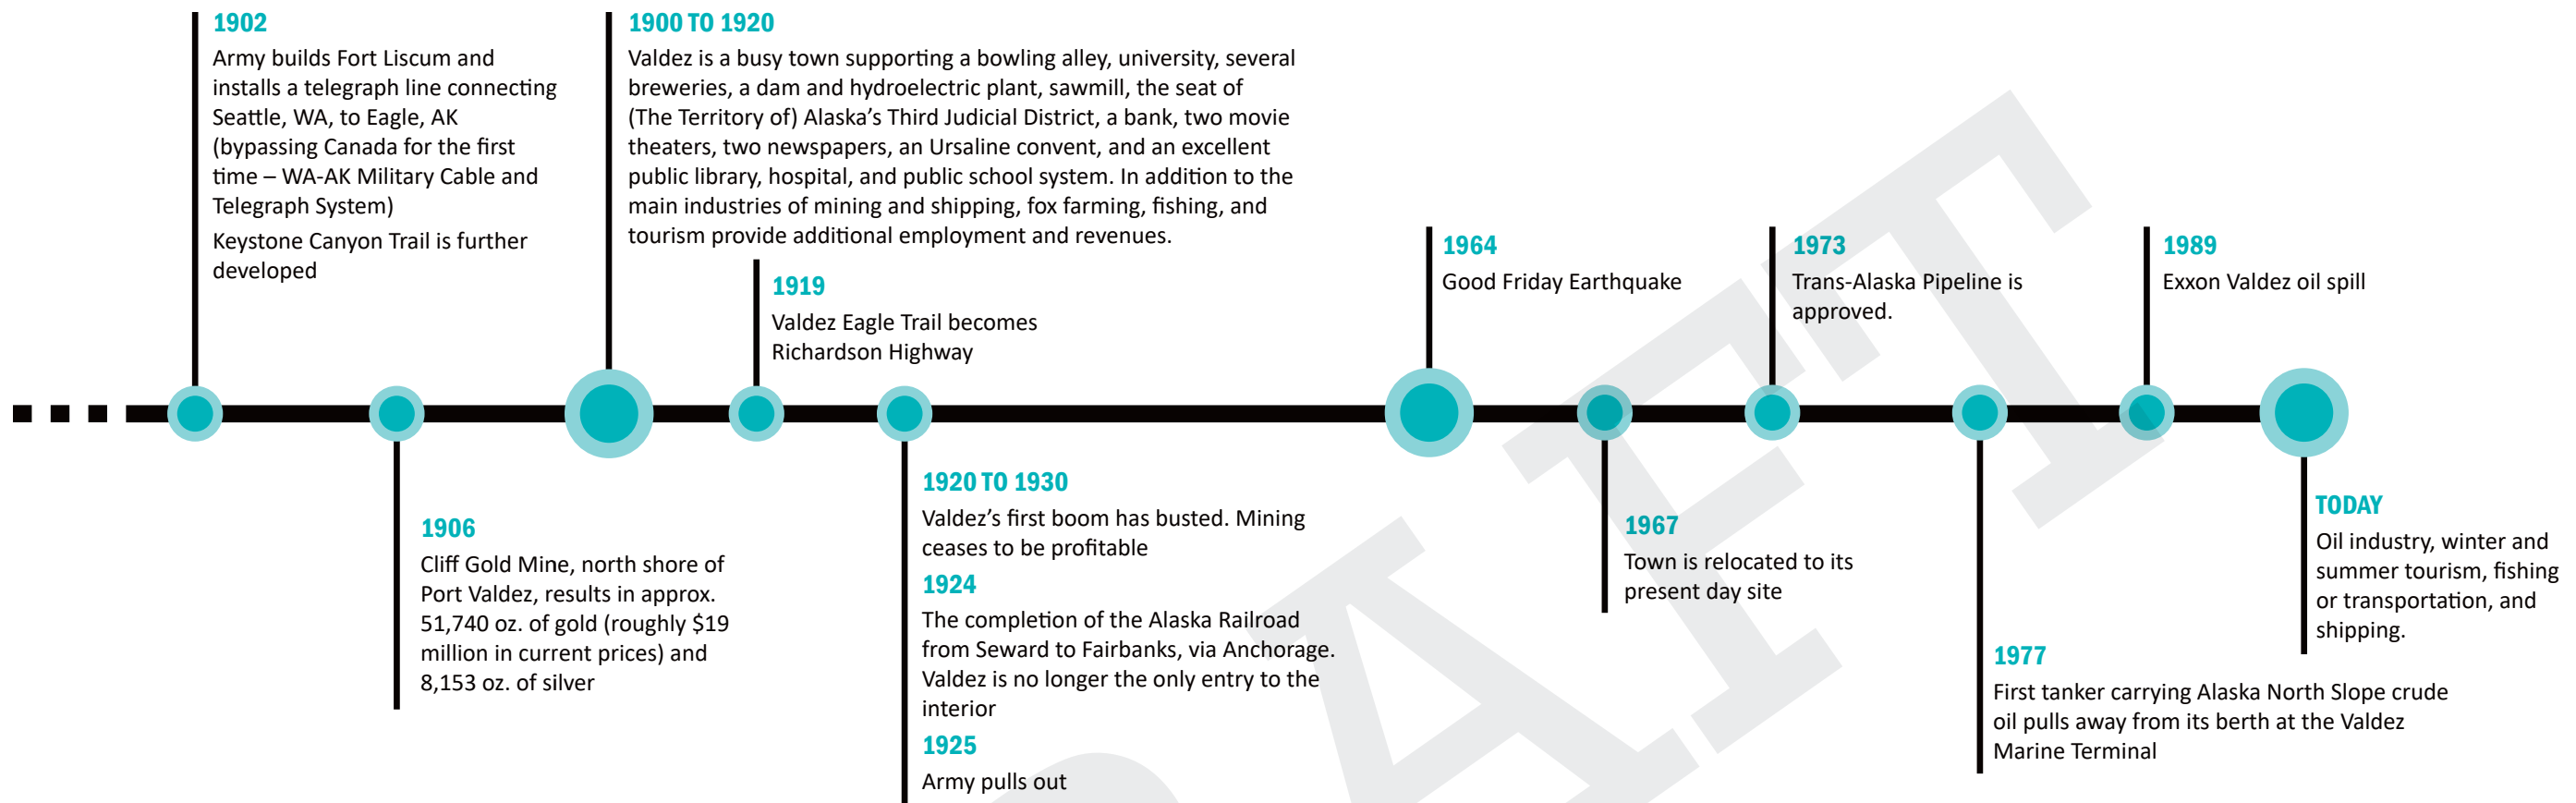 1902
Army builds Fort Liscum and
installs a telegraph line connecting
Seattle, WA, to Eagle, AK
(bypassing Canada for the first
time – WA-AK Military Cable and
Telegraph System)
Keystone Canyon Trail is further
developed
1906
Cliff Gold Mine, north shore of
Port Valdez, results in approx.
51,740 oz. of gold (roughly $19
million in current prices) and
8,153 oz. of silver
1900 TO 1920
Valdez is a busy town supporting a bowling alley, university, several
breweries, a dam and hydroelectric plant, sawmill, the seat of
(The Territory of) Alaska's Third Judicial District, a bank, two movie
theaters, two newspapers, an Ursaline convent, and an excellent
public library, hospital, and public school system. In addition to the
main industries of mining and shipping, fox farming, fishing, and
tourism provide additional employment and revenues.
1919
Valdez Eagle Trail becomes
Richardson Highway
1920 TO 1930
Valdez's first boom has busted. Mining
ceases to be profitable
1924
The completion of the Alaska Railroad
from Seward to Fairbanks, via Anchorage.
Valdez is no longer the only entry to the
interior
1925
Army pulls out
1964
Good Friday Earthquake
1967
Town is relocated to its
present day site
1973
Trans-Alaska Pipeline is
approved.
1977
First tanker carrying Alaska North Slope crude
oil pulls away from its berth at the Valdez
Marine Terminal
1989
Exxon Valdez oil spill
TODAY
Oil industry, winter and
summer tourism, fishing
or transportation, and
shipping.
AFT